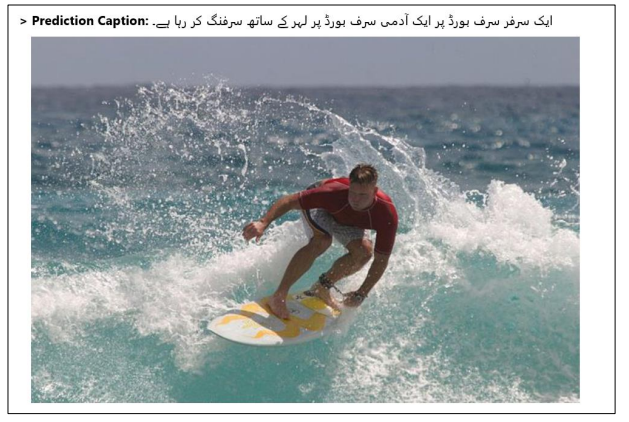 > Prediction Caption: ایک سرفر سرف بورڈ پر ایک آدمی سرف بورڈ پر لہر کے ساتھ سرفنگ کر رہا ہے۔